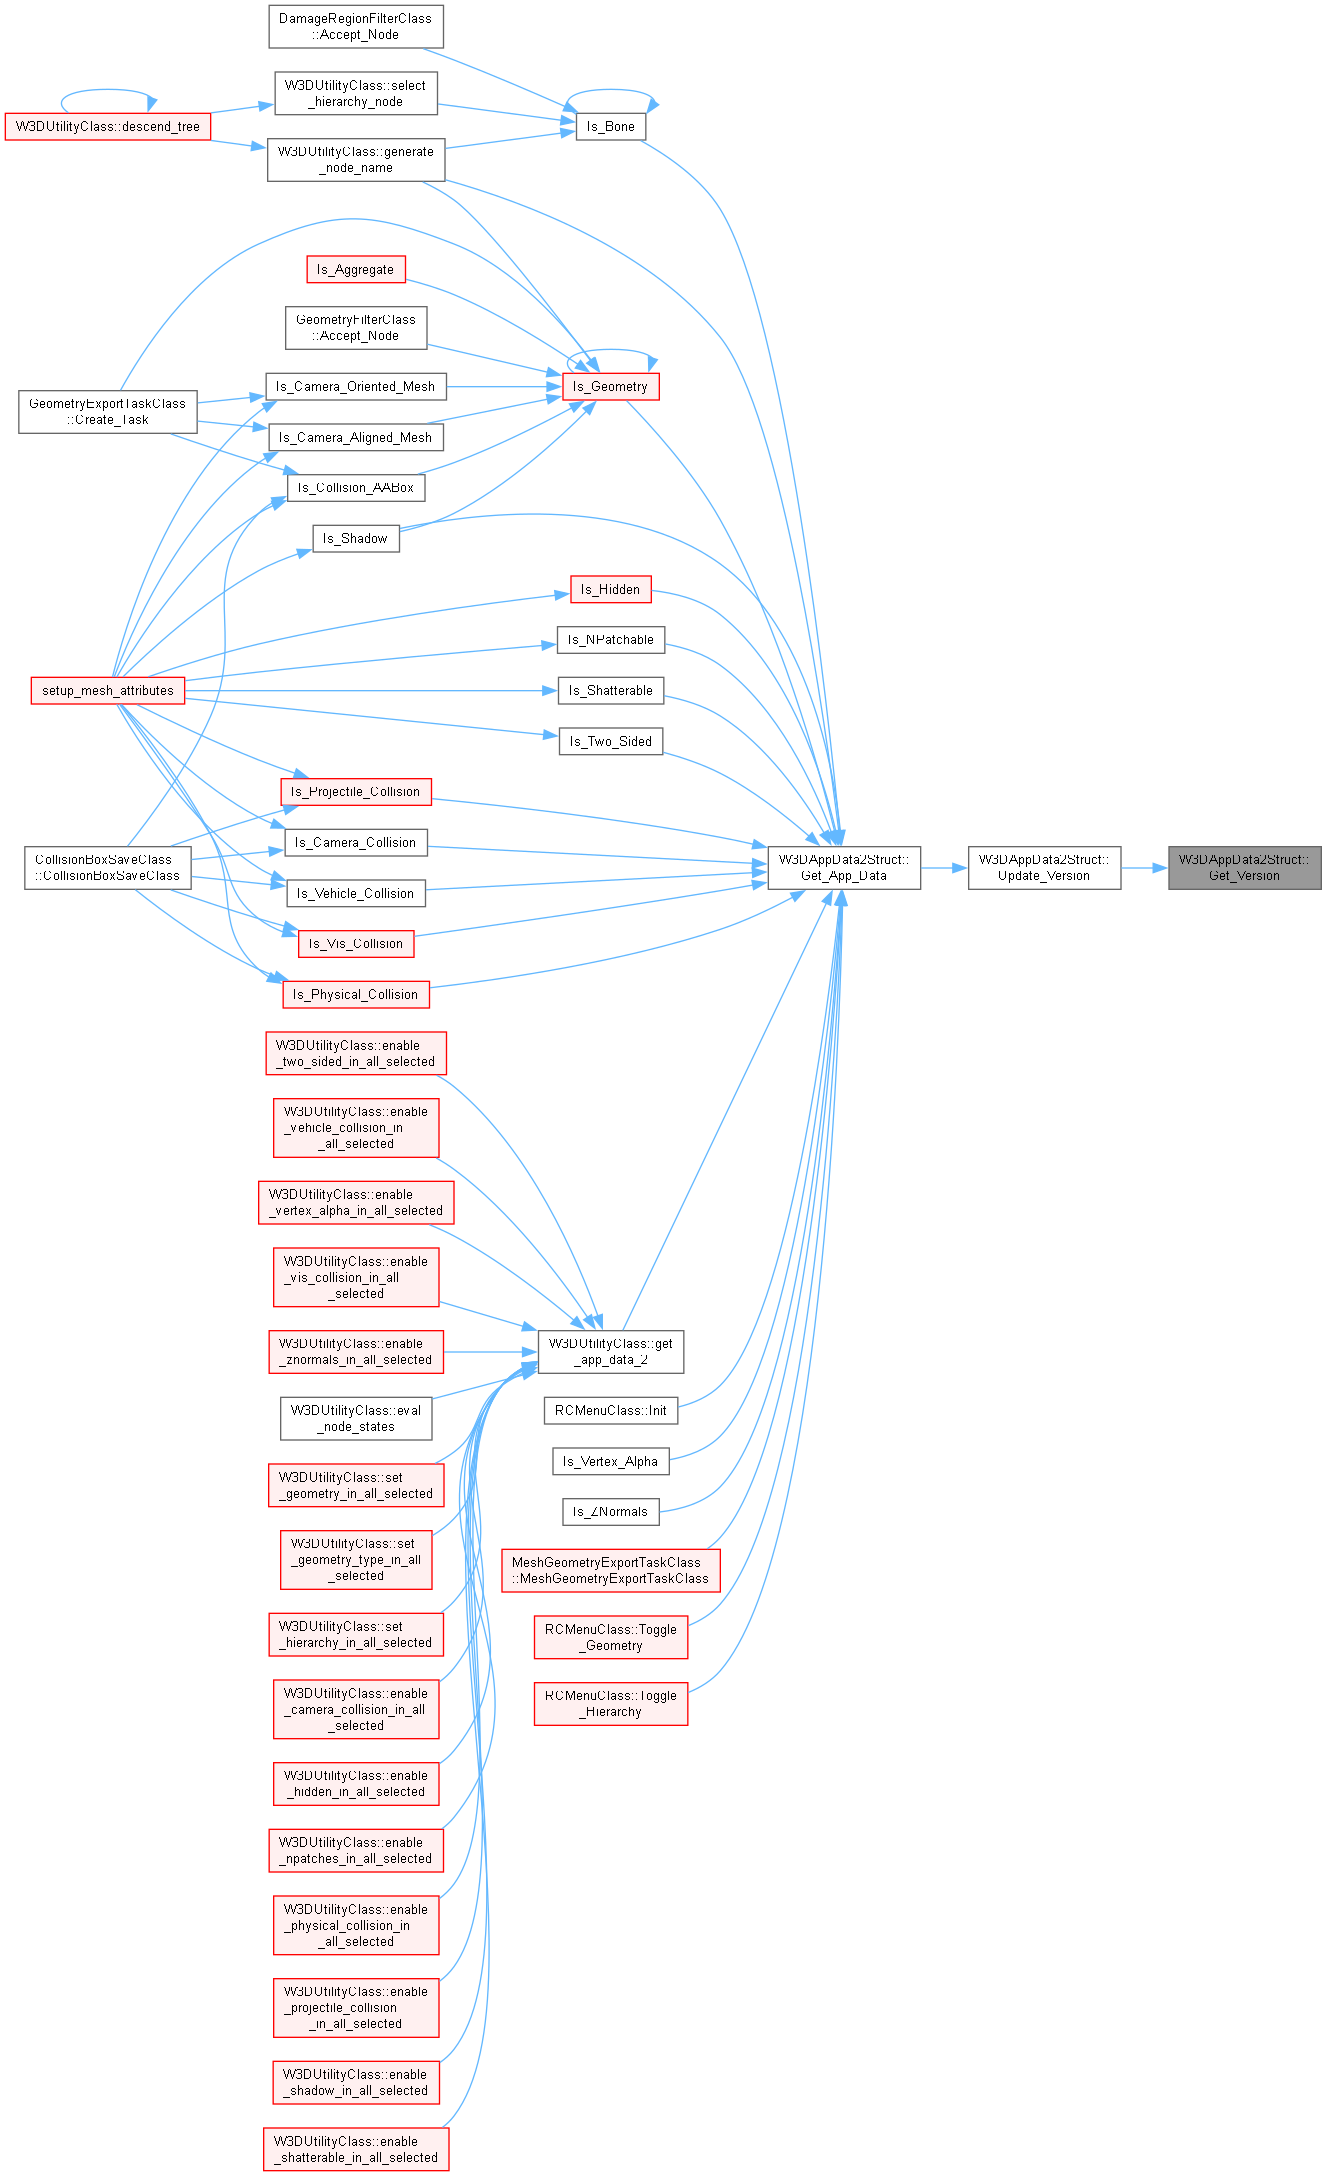 DamageRegionFilterClass
::Accept_Node
W3DUtilityClass::select
_hierarchy_node
W3DUtilityClass::descend_tree
Is_Bone
W3DUtilityClass::generate
_node_name
Is_Aggregate
GeometryFilterClass
::Accept_Node
Is_Geometry
Is_Camera_Oriented_Mesh
GeometryExportTaskClass
::Create_Task
Is_Camera_Aligned_Mesh
Is_Collision_AABox
Is_Shadow
Is_Hidden
Is_NPatchable
setup_mesh_attributes
Is_Shatterable
Is_Two_Sided
Is_Projectile_Collision
Is_Camera_Collision
CollisionBoxSaveClass
::CollisionBoxSaveClass
W3DAppData2Struct::
Get_App_Data
W3DAppData2Struct::
Update_Version
W3DAppData2Struct::
Get_Version
Is_Vehicle_Collision
Is_Vis_Collision
Is_Physical_Collision
W3DUtilityClass::enable
_two_sided_in_all_selected
W3DUtilityClass::enable
_vehicle_collision_in
_all_selected
W3DUtilityClass::enable
_vertex_alpha_in_all_selected
W3DUtilityClass::enable
_vis_collision_in_all
_selected
W3DUtilityClass::enable
_znormals_in_all_selected
W3DUtilityClass::get
_app_data_2
W3DUtilityClass::eval
_node_states
RCMenuClass::Init
Is_Vertex_Alpha
W3DUtilityClass::set
_geometry_in_all_selected
Is_ZNormals
W3DUtilityClass::set
_geometry_type_in_all
_selected
MeshGeometryExportTaskClass
::MeshGeometryExportTaskClass
W3DUtilityClass::set
_hierarchy_in_all_selected
RCMenuClass::Toggle
_Geometry
W3DUtilityClass::enable
_camera_collision_in_all
_selected
RCMenuClass::Toggle
_Hierarchy
W3DUtilityClass::enable
_hidden_in_all_selected
W3DUtilityClass::enable
_npatches_in_all_selected
W3DUtilityClass::enable
_physical_collision_in
_all_selected
W3DUtilityClass::enable
_projectile_collision
_in_all_selected
W3DUtilityClass::enable
_shadow_in_all_selected
W3DUtilityClass::enable
_shatterable_in_all_selected